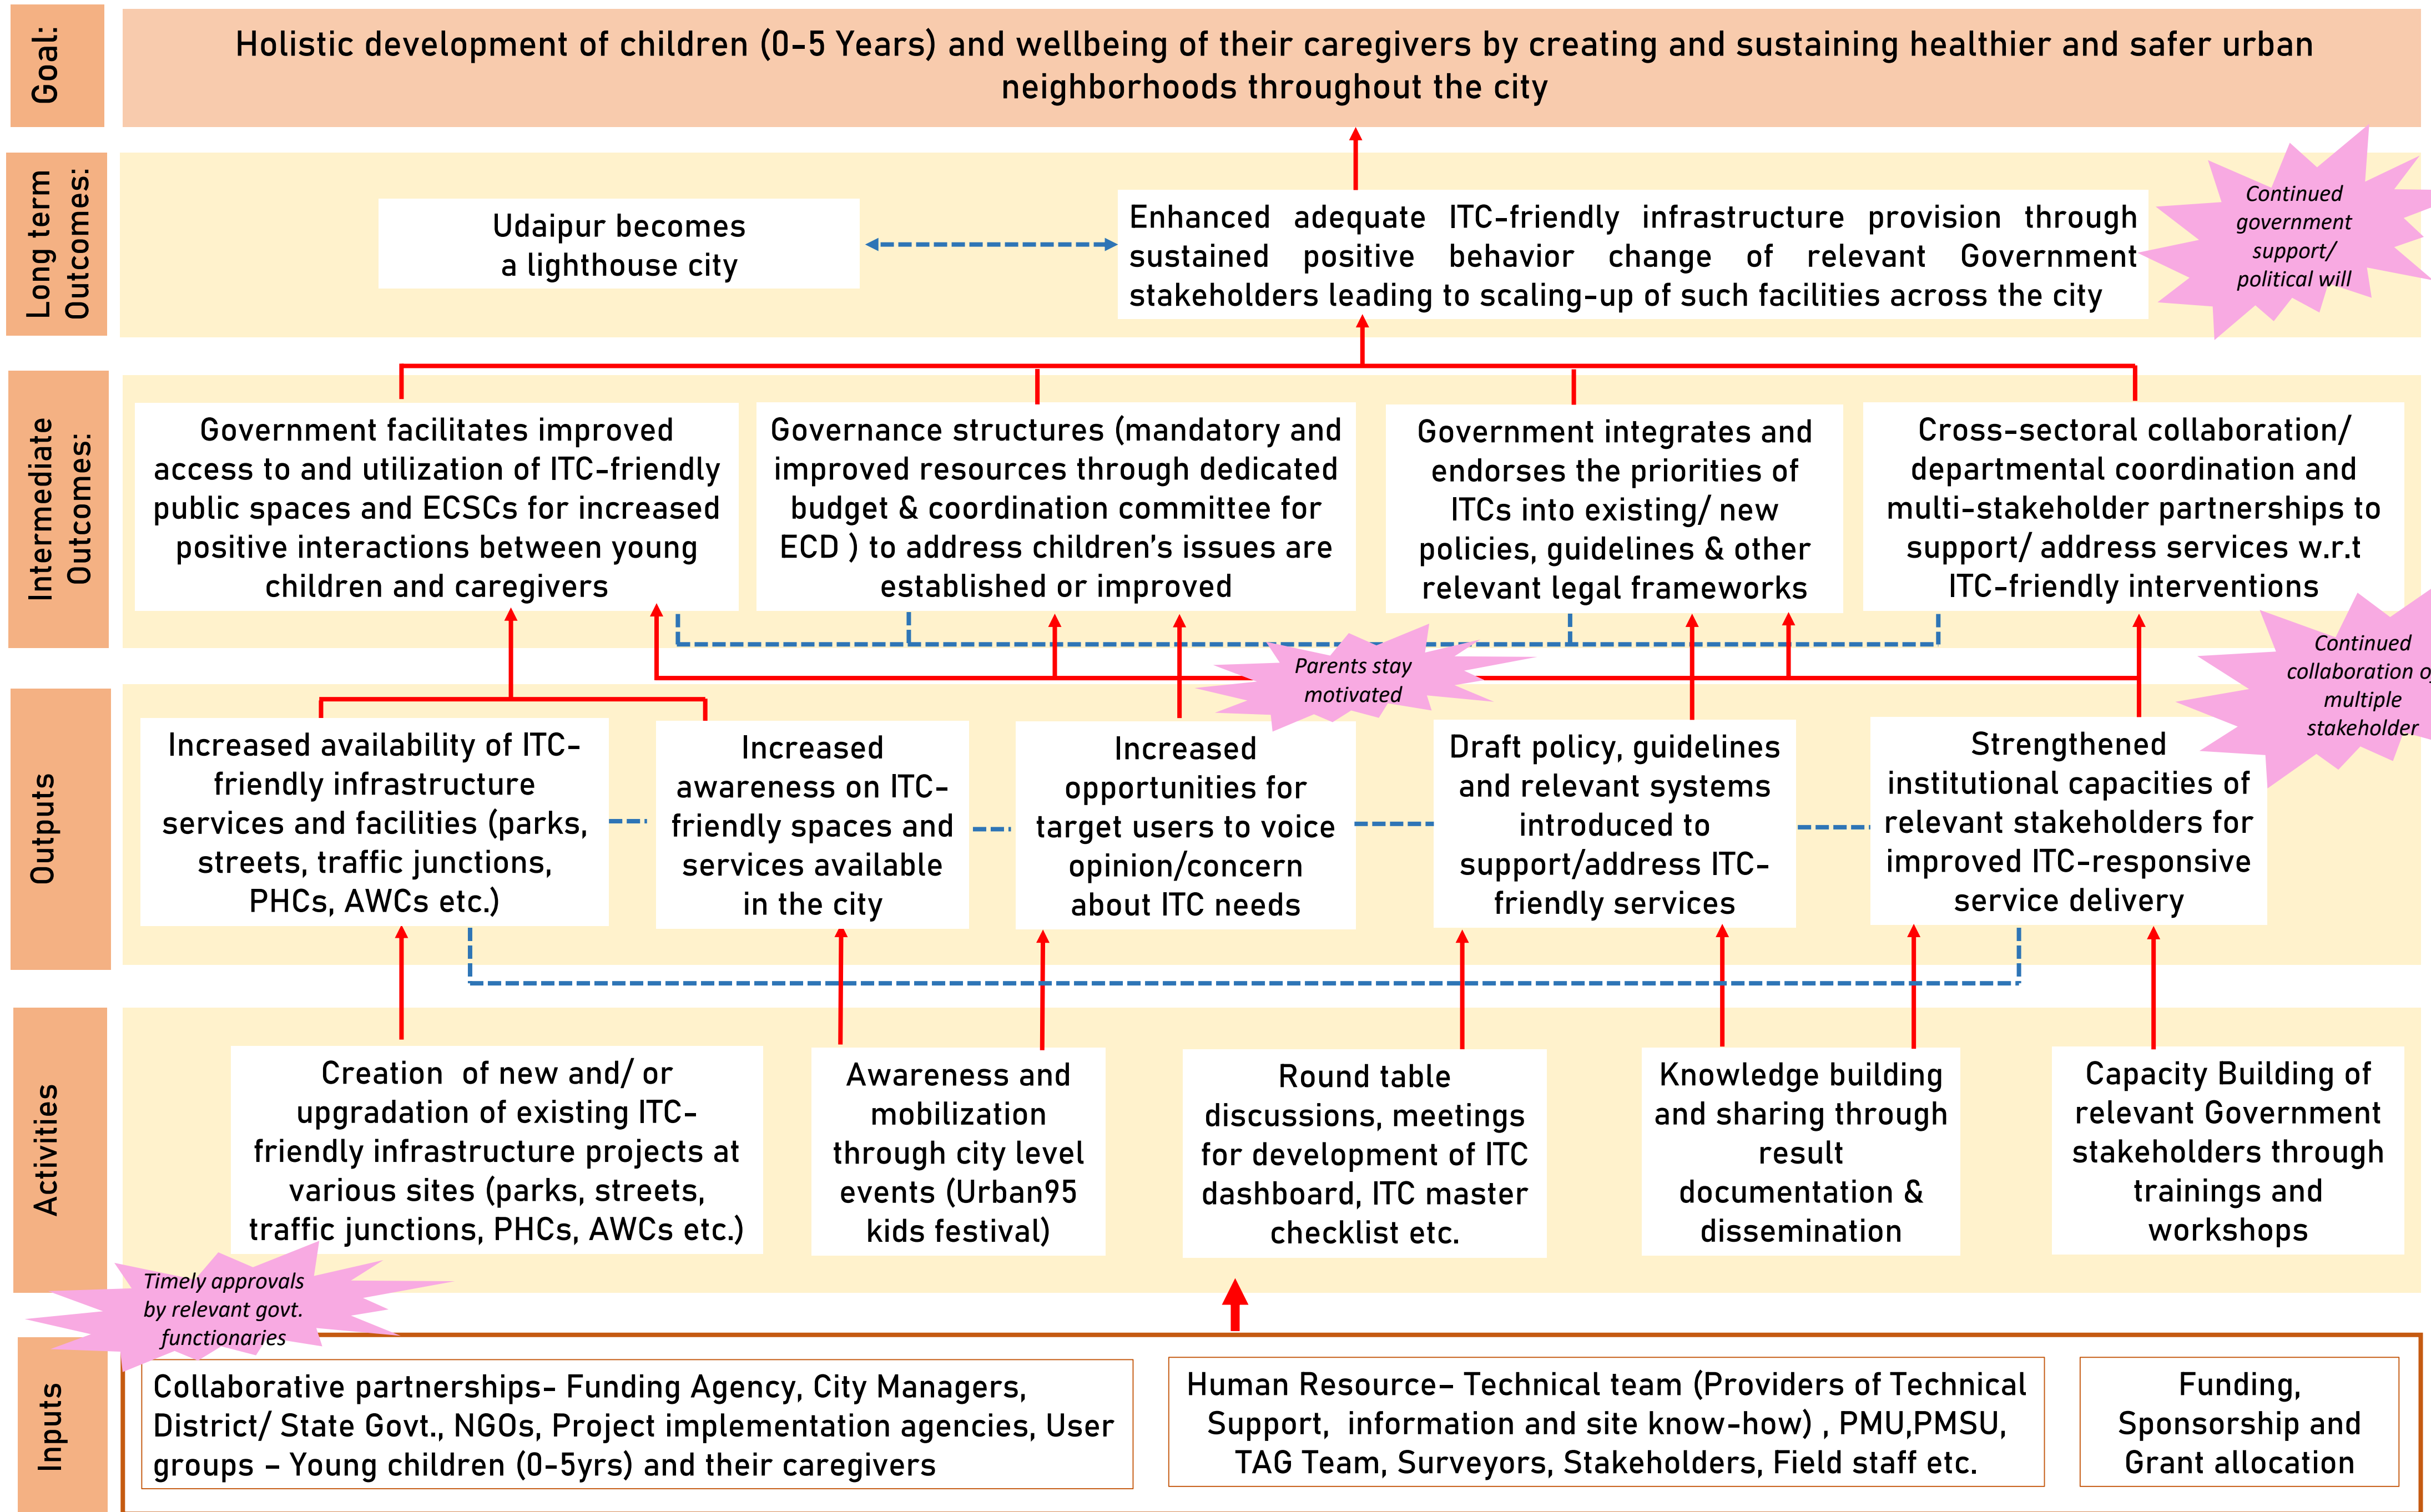 Goal:
Holistic development of children (0-5 Years) and wellbeing of their caregivers by creating and sustaining healthier and safer urban
neighborhoods throughout the city
Long term
Outcomes:
Udaipur becomes
a lighthouse city
Enhanced adequate ITC-friendly infrastructure provision through
sustained positive behavior change of relevant Government
stakeholders leading to scaling-up of such facilities across the city
Continued
government
support/
political will
Intermediate
Outcomes:
Government facilitates improved
access to and utilization of ITC-friendly
public spaces and ECSCs for increased
positive interactions between young
children and caregivers
Governance structures (mandatory and
improved resources through dedicated
budget & coordination committee for
ECD ) to address children's issues are
established or improved
Government integrates and
endorses the priorities of
ITCs into existing/ new
policies, guidelines & other
relevant legal frameworks
Cross-sectoral collaboration/
departmental coordination and
multi-stakeholder partnerships to
support/ address services w.r.t
ITC-friendly interventions
Parents stay
motivated
Continued
collaboration
multiple
stakeholder
Outputs
Increased availability of ITC-
friendly infrastructure
services and facilities (parks,
streets, traffic junctions,
PHCs, AWCs etc.)
Increased
awareness on ITC-
friendly spaces and
services available
in the city
Increased
opportunities for
target users to voice
opinion/concern
about ITC needs
Draft policy, guidelines
and relevant systems
introduced to
support/address ITC-
friendly services
Strengthened
institutional capacities of
relevant stakeholders for
improved ITC-responsive
service delivery
Activities
Creation of new and/ or
upgradation of existing ITC-
friendly infrastructure projects at
various sites (parks, streets,
traffic junctions, PHCs, AWCs etc.)
Awareness and
mobilization
through city level
events (Urban95
kids festival)
Round table
discussions, meetings
for development of ITC
dashboard, ITC master
checklist etc.
Knowledge building
and sharing through
result
documentation &
dissemination
Capacity Building of
relevant Government
stakeholders through
trainings and
workshops
Timely approvals
by relevant govt.
functionaries
Inputs
Collaborative partnerships- Funding Agency, City Managers,
District/ State Govt., NGOs, Project implementation agencies, User
groups – Young children (0-5yrs) and their caregivers
Human Resource– Technical team (Providers of Technical
Support, information and site know-how) , PMU,PMSU,
TAG Team, Surveyors, Stakeholders, Field staff etc.
Funding,
Sponsorship and
Grant allocation